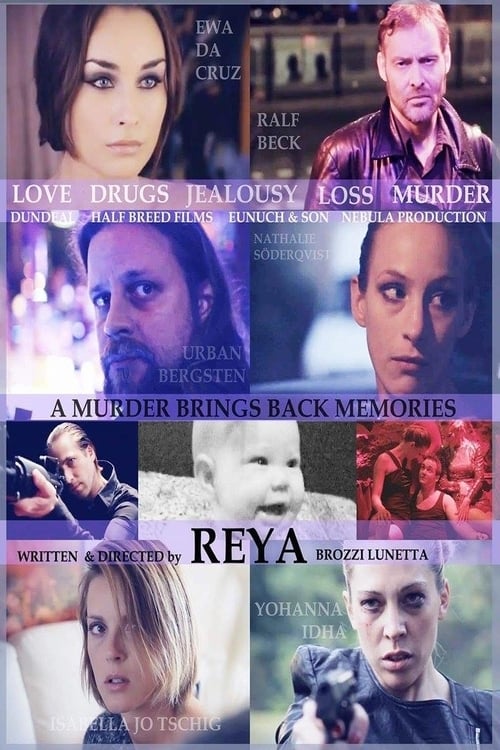 EWA
DA
CRUZ
RALF
BECK
LOVE DRUGS JEALOUSY LOSS MURDER
DUNDEAL HALF BREED FILMS EUNUCH & SON NEBULA PRODUCTION
NATHALIE
SÖDERQVIST
URBAN
BERGSTEN
A MURDER BRINGS BACK MEMORIES
WRITTEN & DIRECTED by REYA BROZZI LUNETTA
YOHANNA
IDHA
ISABELLA JO TSCHIG